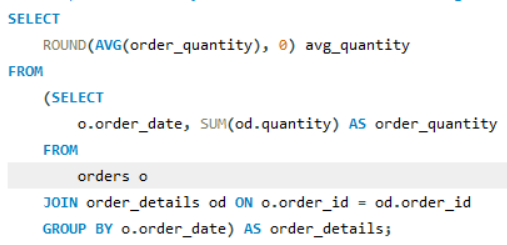 SELECT
ROUND(AVG(order_quantity), 0) avg_quantity
FROM
(SELECT
o.order_date, SUM(od.quantity) AS order_quantity
FROM
orders o
JOIN order_details od ON o.order_id = od.order_id
GROUP BY o.order_date) AS order_details;